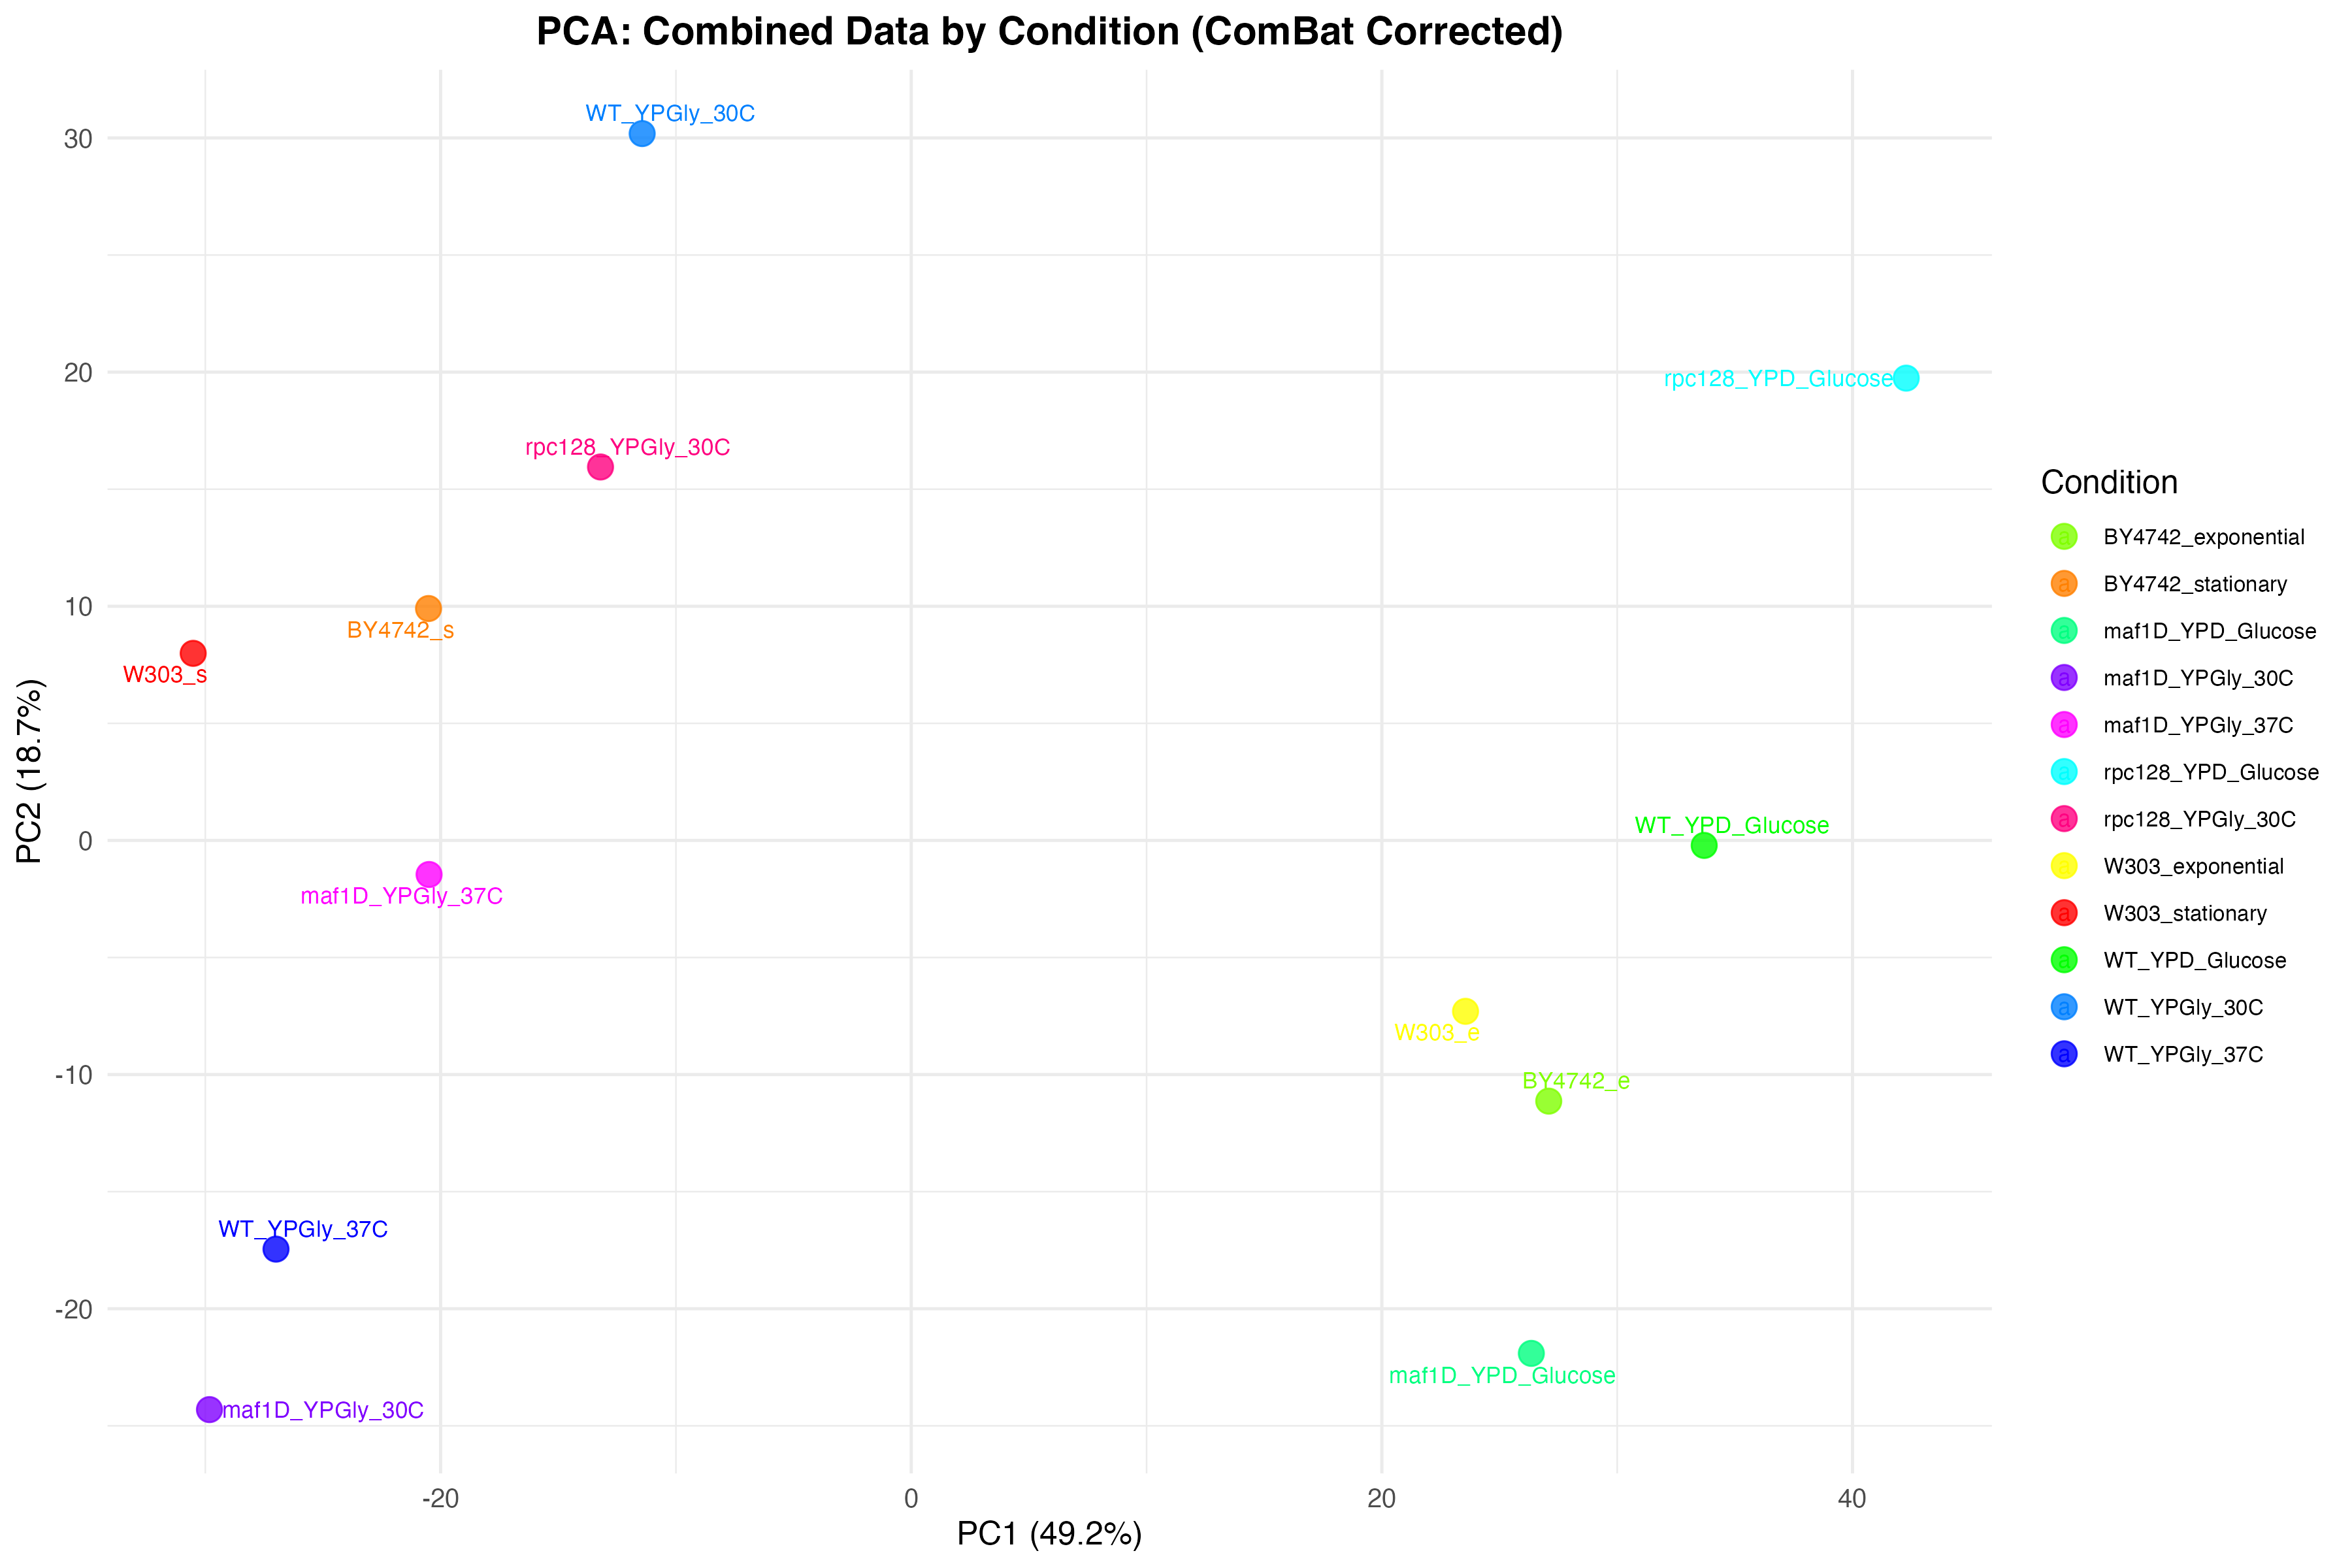 PCA: Combined Data by Condition (ComBat Corrected)
WT_YPGly_30C
30
rpc128_YPD_Glucose
20
rpc128_YPGly_30C
10
BY4742_s
W303_s
WT_YPD_Glucose
0
maf1D_YPGly_37C
W303_e
-10
BY4742_e
WT_YPGly_37C
-20
maf1D_YPD_Glucose
maf1D_YPGly_30C
PC2 (18.7%)
-20
0
20
40
PC1 (49.2%)
Condition
a BY4742_exponential
a BY4742_stationary
a maf1D_YPD_Glucose
a maf1D_YPGly_30C
a maf1D_YPGly_37C
a rpc128_YPD_Glucose
a rpc128_YPGly_30C
a W303_exponential
a W303_stationary
a WT_YPD_Glucose
a WT_YPGly_30C
a WT_YPGly_37C